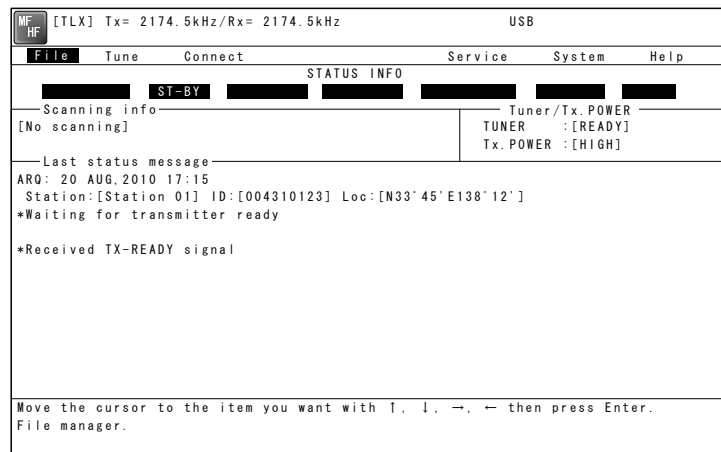 MF HF [TLX] Tx= 2174.5kHz/Rx= 2174.5kHz USB
File Tune Connect Service System Help
STATUS INFO
ST-BY
Scanning info
[No scanning]
Tuner/Tx.POWER
TUNER :[READY]
Tx.POWER :[HIGH]
Last status message
ARQ: 20 AUG,2010 17:15
Station:[Station 01] ID:[004310123] Loc:[N33°45'E138°12']
*Waiting for transmitter ready
*Received TX-READY signal
Move the cursor to the item you want with ↑, ↓, →, ← then press Enter.
File manager.